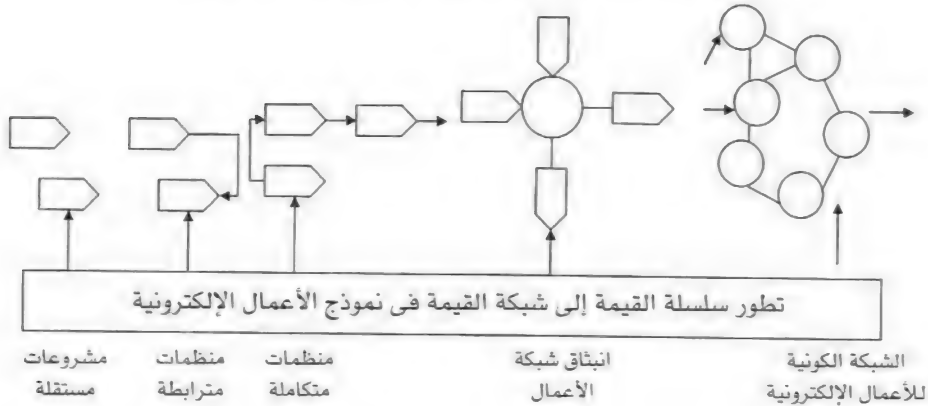 تطور سلسلة القيمة إلى شبكة القيمة فى نموذج الأعمال الإلكترونية
مشروعات
مستقلة
منظمات
مترابطة
منظمات
متكاملة
انبثاق شبكة
الأعمال
الشبكة الكونية
للأعمال الإلكترونية